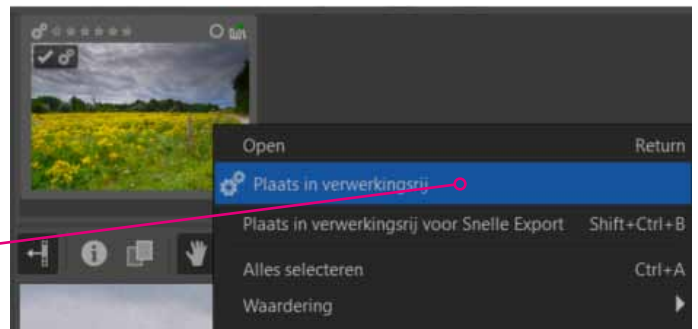 Open Return
Plaats in verwerkingsrij
Plaats in verwerkingsrij voor Snelle Export Shift+Ctrl+B
Alles selecteren Ctrl+A
Waardering